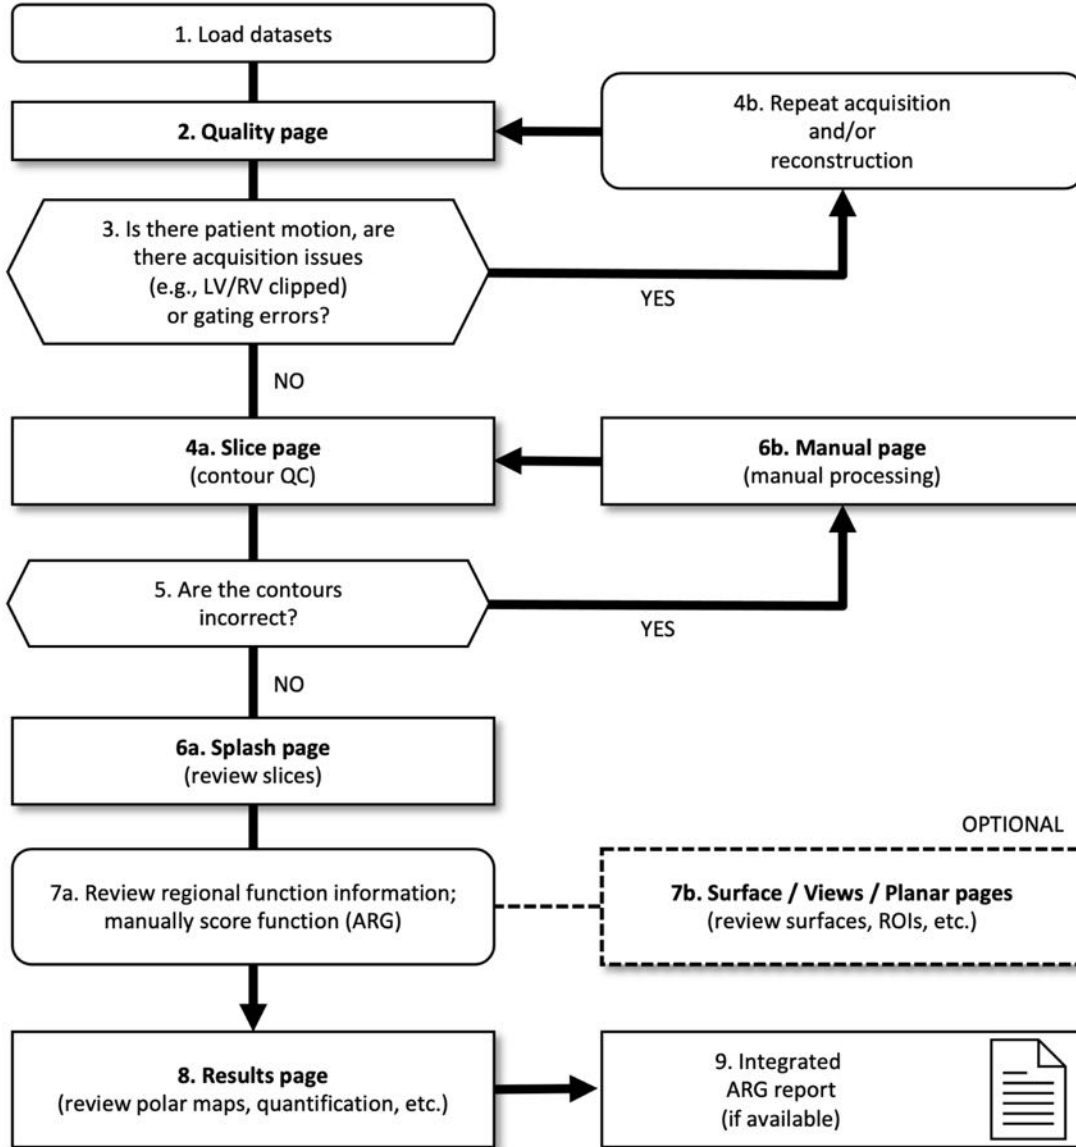 1. Load datasets
2. Quality page
4b. Repeat acquisition
and/or
reconstruction
3. Is there patient motion, are
there acquisition issues
(e.g., LV/RV clipped)
or gating errors?
YES
NO
4a. Slice page
(contour QC)
6b. Manual page
(manual processing)
5. Are the contours
incorrect?
YES
NO
6a. Splash page
(review slices)
OPTIONAL
7a. Review regional function information;
manually score function (ARG)
7b. Surface / Views / Planar pages
(review surfaces, ROIs, etc.)
8. Results page
(review polar maps, quantification, etc.)
9. Integrated
ARG report
(if available)